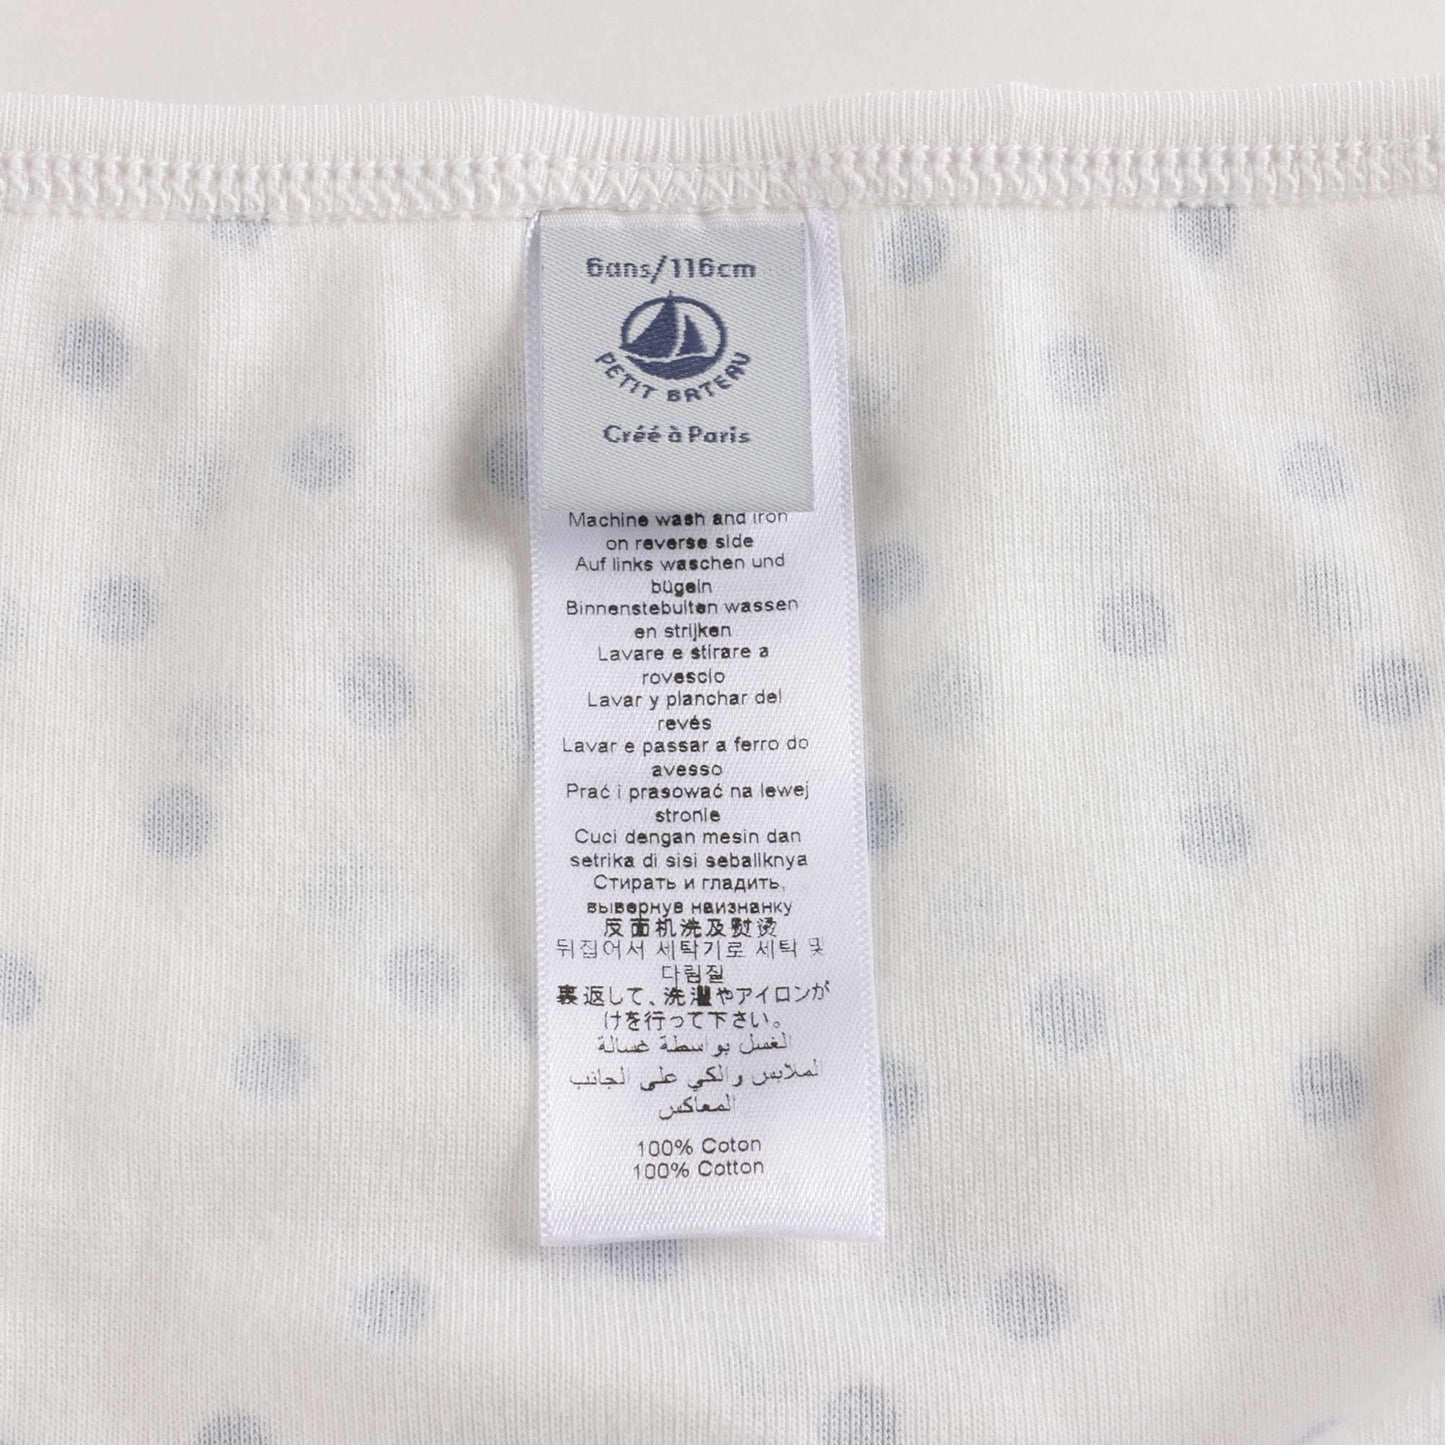 6ans/116cm
PETIT BATEAU
Créé à Paris
Machine wash and iron
on reverse side
Auf links waschen und
bügeln
Binnenstebuiten wassen
en strijken
Lavare e stirare a
rovescio
Lavar y planchar del
revés
Lavar e passar a ferro do
avesso
Prać i prasować na lewej
stronie
Cuci dengan mesin dan
setrika di sisi sebaliknya
Стирать и гладить,
вывернув наизнанку
反面机洗及熨烫
뒤집어서 세탁기로 세탁 및
다림질
裏返して、洗濯やアイロンが
けを行って下さい。
الغسل بواسطة غسالة
لملابس والكي على الجانب
المعاكس
100% Coton
100% Cotton